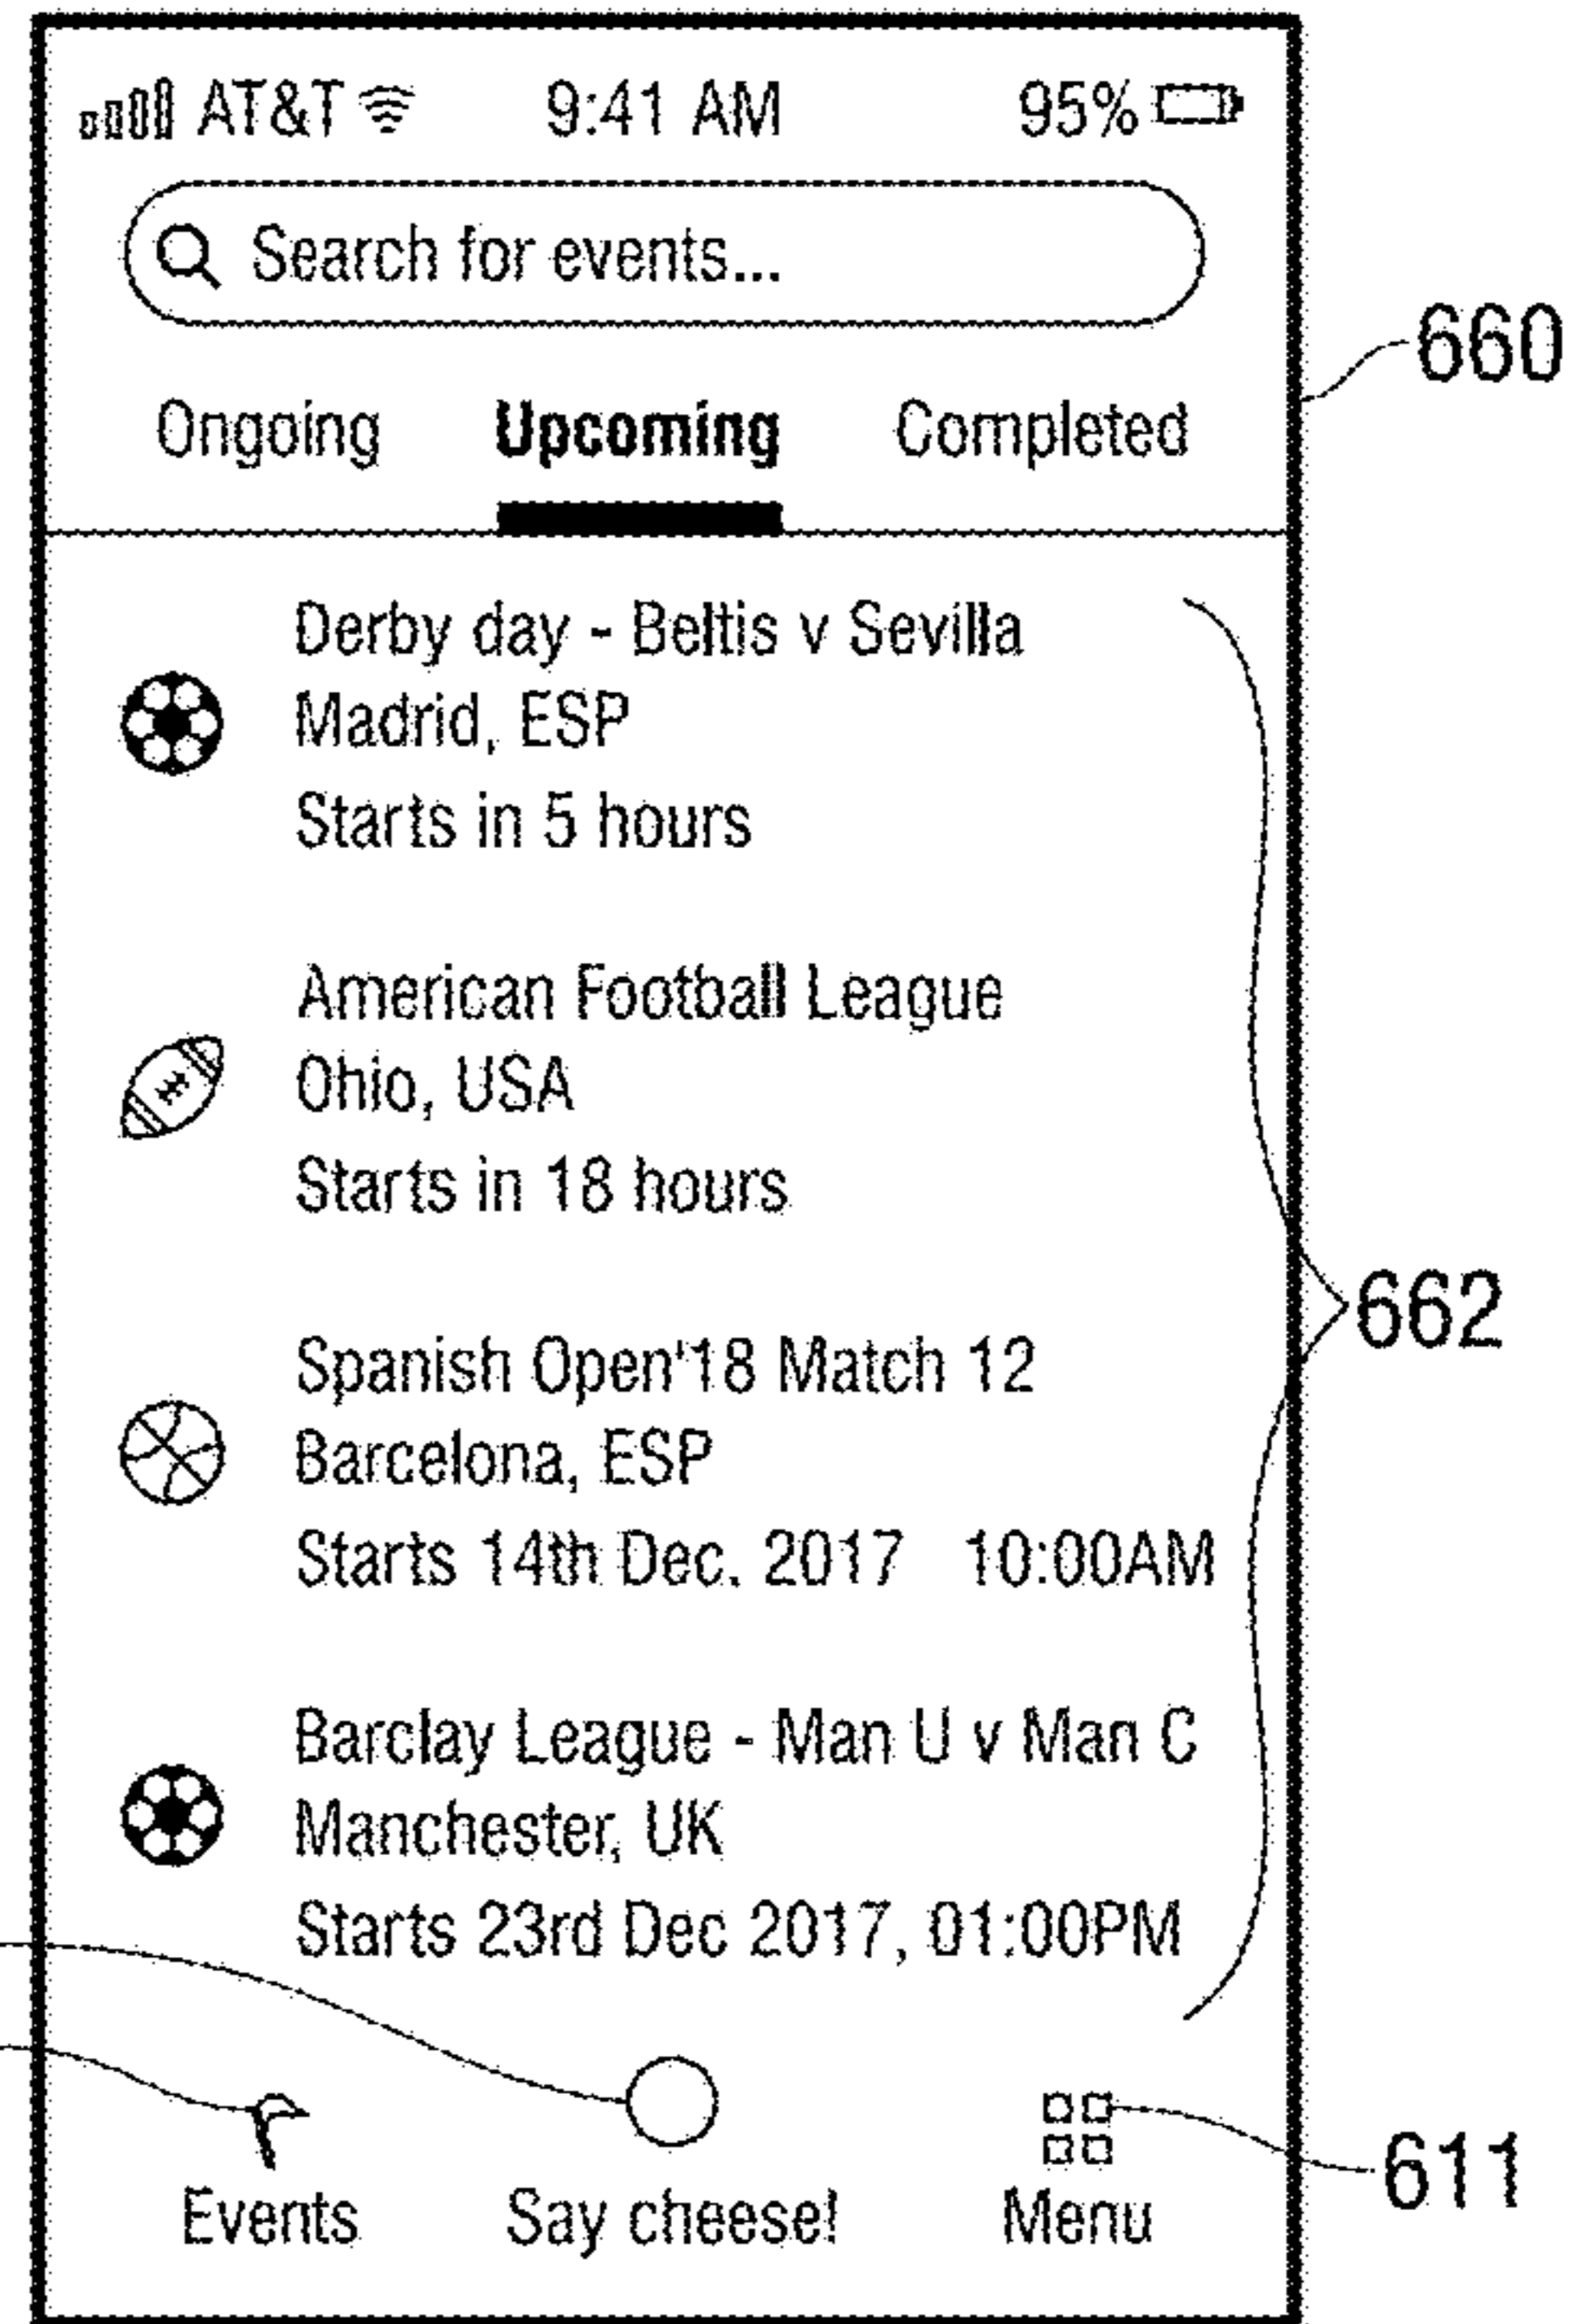 AT&T 9:41 AM 95%
Search for events...
660
Ongoing Upcoming Completed
Derby day - Beltis v Sevilla
Madrid, ESP
Starts in 5 hours
American Football League
Ohio, USA
Starts in 18 hours
662
Spanish Open'18 Match 12
Barcelona, ESP
Starts 14th Dec. 2017 10:00AM
Barclay League - Man U v Man C
Manchester, UK
Starts 23rd Dec 2017, 01:00PM
611
Events Say cheese! Menu